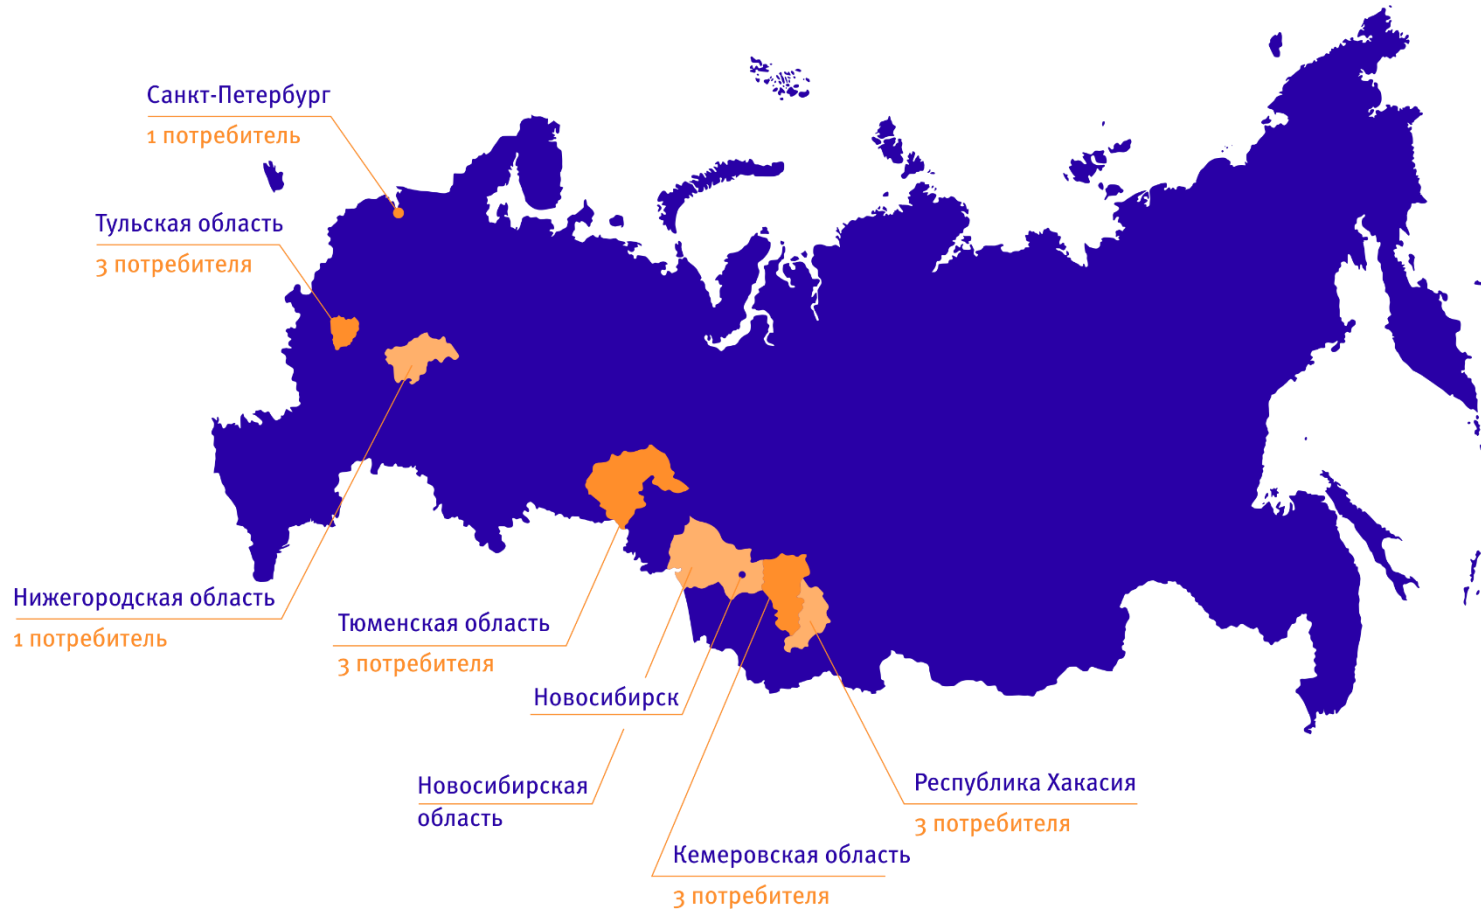 Санкт-Петербург
1 потребитель
Тульская область
3 потребителя
Нижегородская область
1 потребитель
Тюменская область
3 потребителя
Новосибирск
Новосибирская
область
Республика Хакасия
3 потребителя
Кемеровская область
3 потребителя